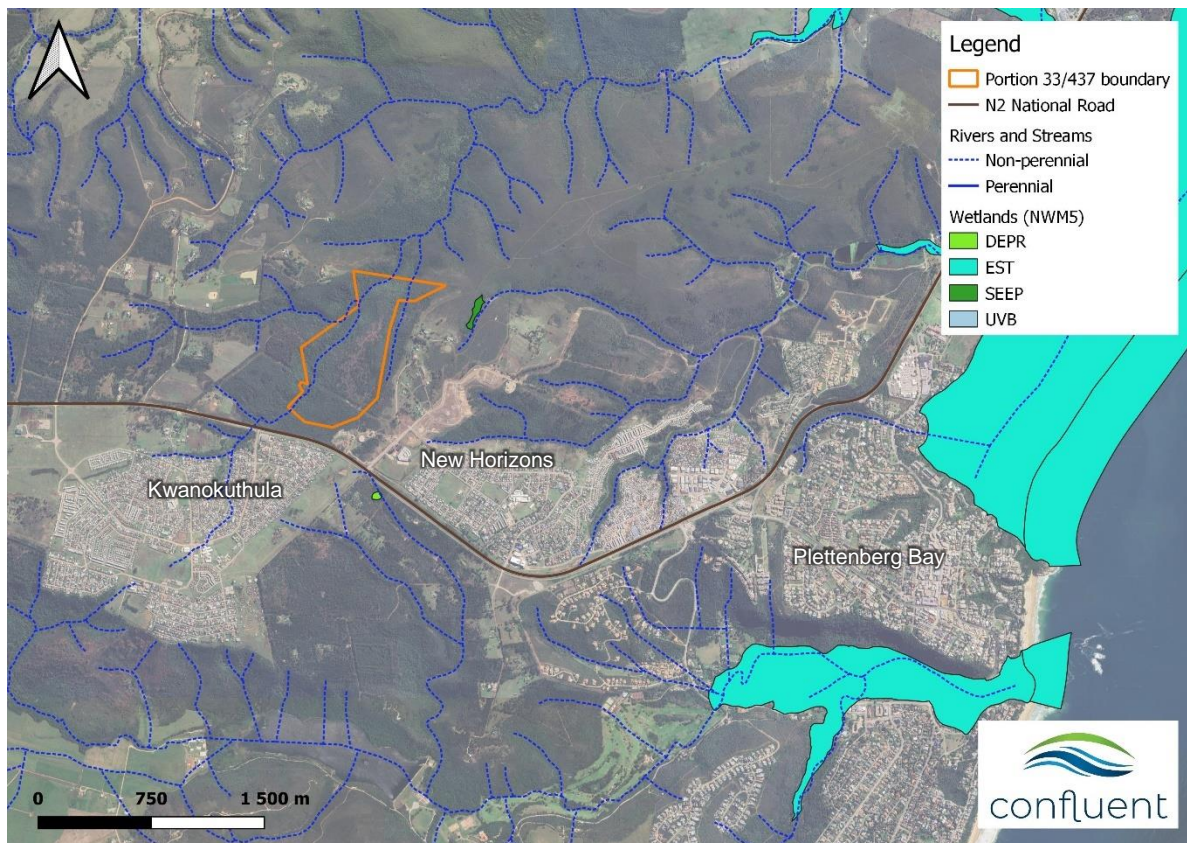 Legend
Portion 33/437 boundary
N2 National Road
Rivers and Streams
Non-perennial
Perennial
Wetlands (NWM5)
DEPR
EST
SEEP
UVB
New Horizons
Kwanokuthula
Plettenberg Bay
0 750 1 500 m
confluent